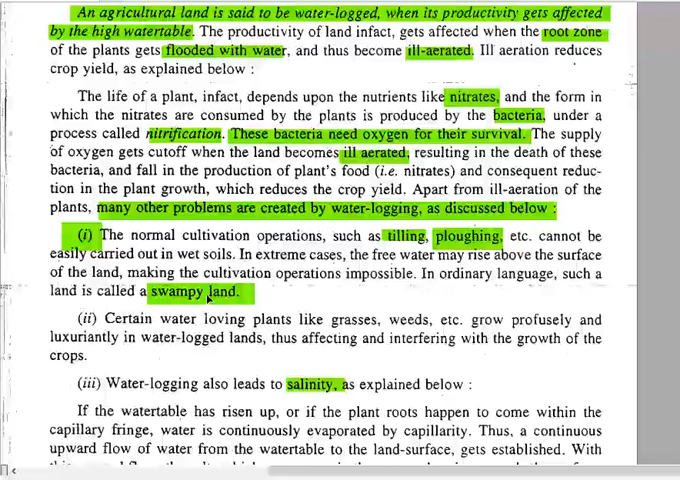 An agricultural land is said to be water-logged, when its productivity gets affected
by the high watertable. The productivity of land infact, gets affected when the root zone
of the plants gets flooded with water, and thus become ill-aerated. Ill aeration reduces
crop yield, as explained below :
The life of a plant, infact, depends upon the nutrients like nitrates, and the form in
which the nitrates are consumed by the plants is produced by the bacteria, under a
process called nitrification. These bacteria need oxygen for their survival. The supply
of oxygen gets cutoff when the land becomes ill aerated, resulting in the death of these
bacteria, and fall in the production of plant's food (i.e. nitrates) and consequent reduc-
tion in the plant growth, which reduces the crop yield. Apart from ill-aeration of the
plants, many other problems are created by water-logging, as discussed below :
(i) The normal cultivation operations, such as tilling, ploughing, etc. cannot be
easily carried out in wet soils. In extreme cases, the free water may rise above the surface
of the land, making the cultivation operations impossible. In ordinary language, such a
land is called a swampy land.
(ii) Certain water loving plants like grasses, weeds, etc. grow profusely and
luxuriantly in water-logged lands, thus affecting and interfering with the growth of the
crops.
(iii) Water-logging also leads to salinity, as explained below :
If the watertable has risen up, or if the plant roots happen to come within the
capillary fringe, water is continuously evaporated by capillarity. Thus, a continuous
upward flow of water from the watertable to the land-surface, gets established. With